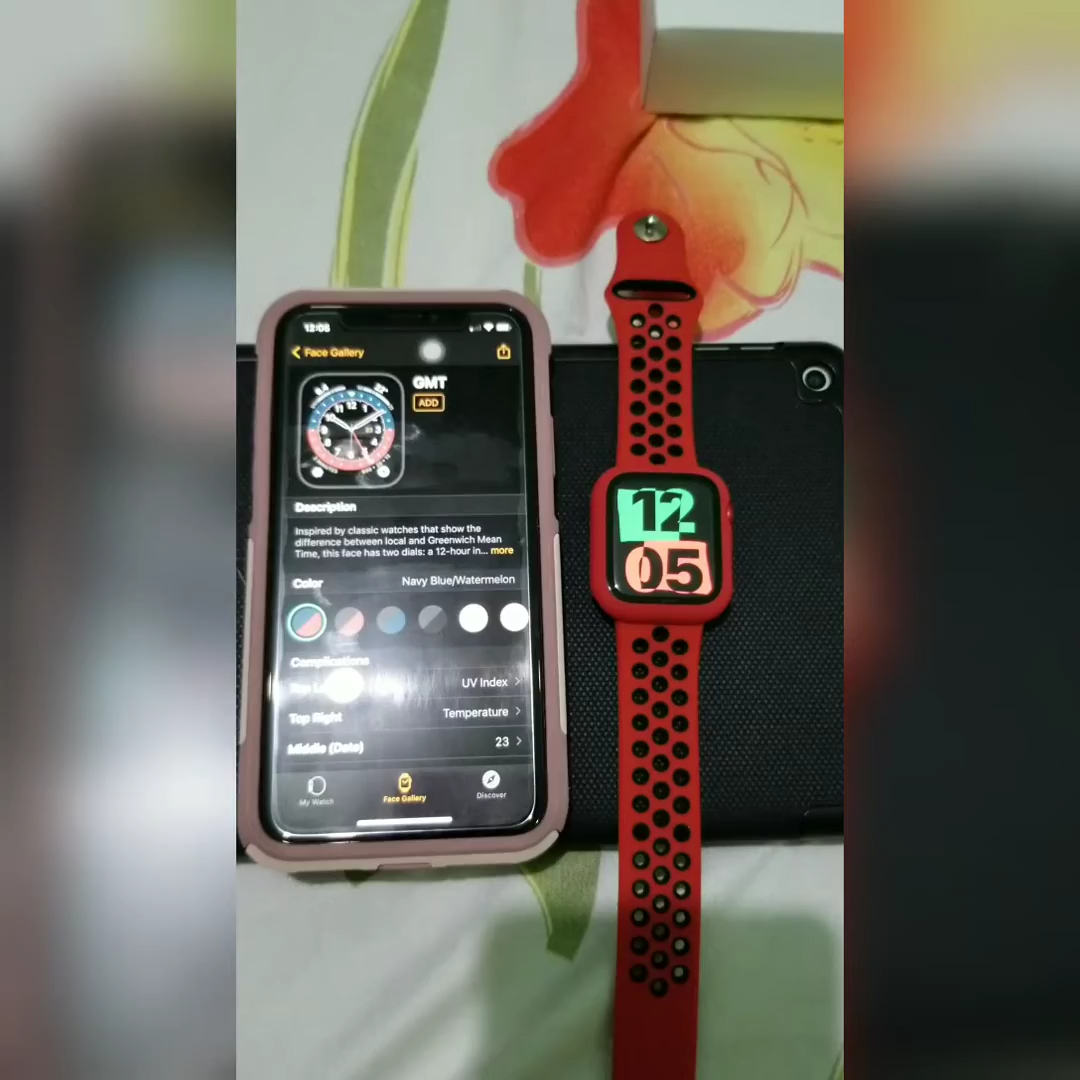 12:05
Face Gallery
GMT
ADD
Description
Inspired by classic watches that show the
difference between local and Greenwich Mean
Time, this face has two dials: a 12-hour in... more
Color Navy Blue/Watermelon
Complications
Top UV Index
Top Right Temperature
Middle (Date) 23
My Watch Face Gallery Discover
12
05